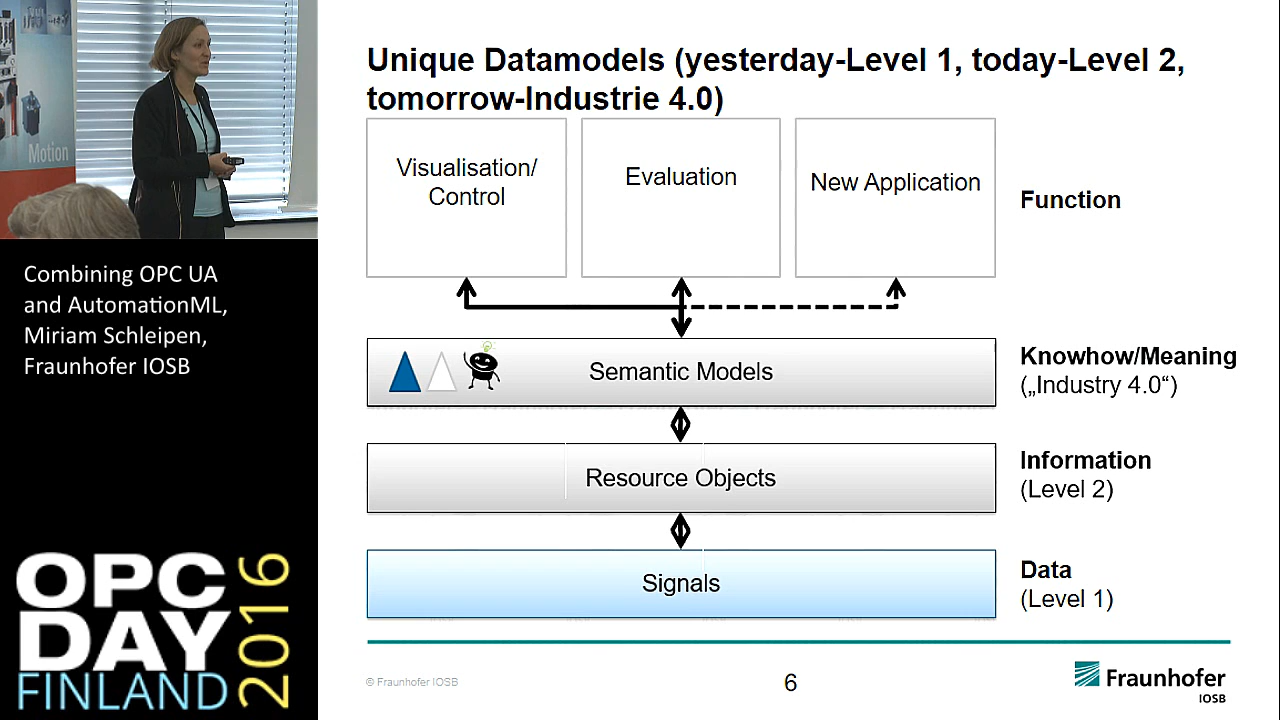 Motion
Combining OPC UA
and AutomationML,
Miriam Schleipen,
Fraunhofer IOSB
OPC
DAY
FINLAND
2016
Unique Datamodels (yesterday-Level 1, today-Level 2,
tomorrow-Industrie 4.0)
Visualisation/
Control
Evaluation
New Application
Function
Semantic Models
Knowhow/Meaning
(„Industry 4.0“)
Resource Objects
Information
(Level 2)
Signals
Data
(Level 1)
© Fraunhofer IOSB
6
Fraunhofer
IOSB